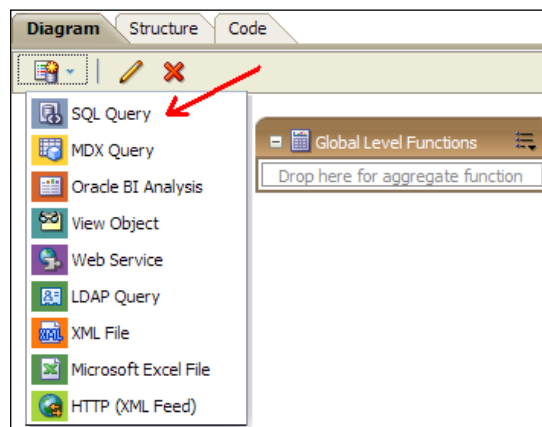 Diagram Structure Code
SQL Query
MDX Query
Oracle BI Analysis
View Object
Web Service
LDAP Query
XML File
Microsoft Excel File
HTTP (XML Feed)
Global Level Functions
Drop here for aggregate function